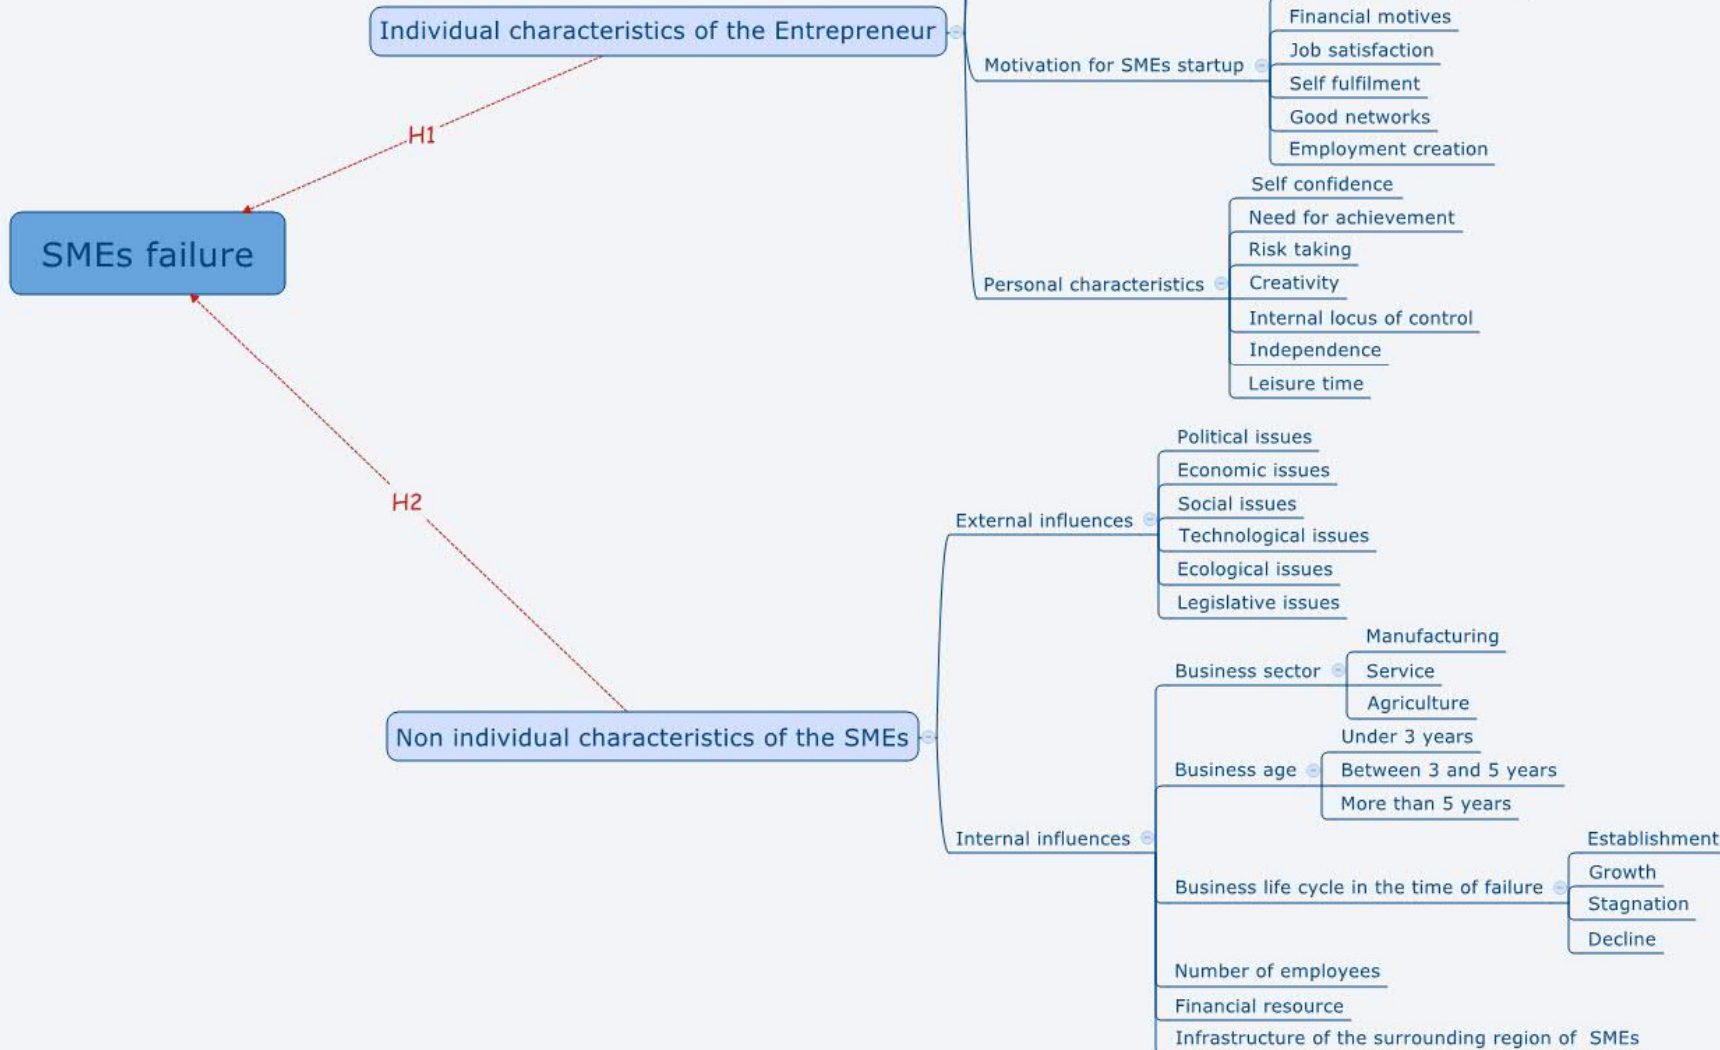 Individual characteristics of the Entrepreneur
Motivation for SMEs startup
Financial motives
Job satisfaction
Self fulfilment
Good networks
Employment creation
H1
SMEs failure
Personal characteristics
Self confidence
Need for achievement
Risk taking
Creativity
Internal locus of control
Independence
Leisure time
H2
Non individual characteristics of the SMEs
External influences
Political issues
Economic issues
Social issues
Technological issues
Ecological issues
Legislative issues
Internal influences
Business sector
Manufacturing
Service
Agriculture
Business age
Under 3 years
Between 3 and 5 years
More than 5 years
Business life cycle in the time of failure
Establishment
Growth
Stagnation
Decline
Number of employees
Financial resource
Infrastructure of the surrounding region of SMEs